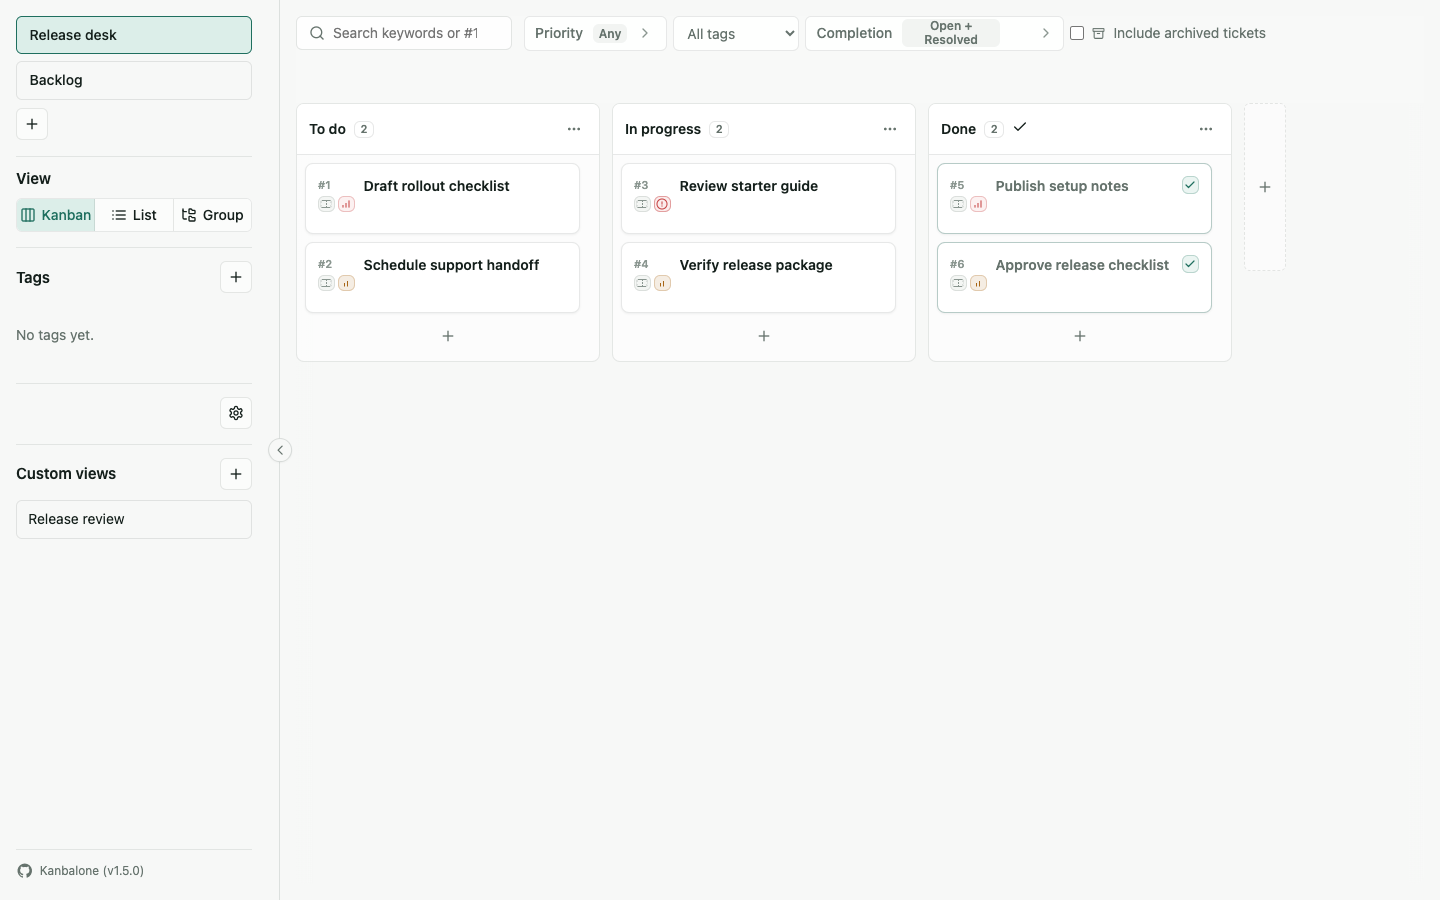 Release desk
Backlog
View
Kanban
List
Group
Tags
No tags yet.
Custom views
Release review
Kanbalone (v1.5.0)
Search keywords or #1
Priority
Any
All tags
Completion
Open +
Resolved
Include archived tickets
To do
2
#1
Draft rollout checklist
#2
Schedule support handoff
In progress
2
#3
Review starter guide
#4
Verify release package
Done
2
#5
Publish setup notes
#6
Approve release checklist